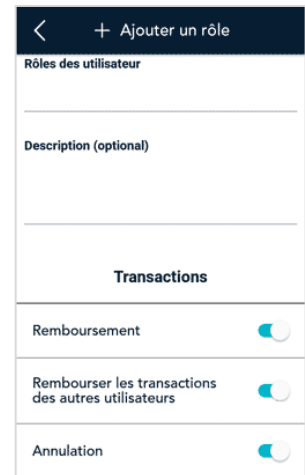 + Ajouter un rôle
Rôles des utilisateur
Description (optional)
Transactions
Remboursement
Rembourser les transactions
des autres utilisateurs
Annulation